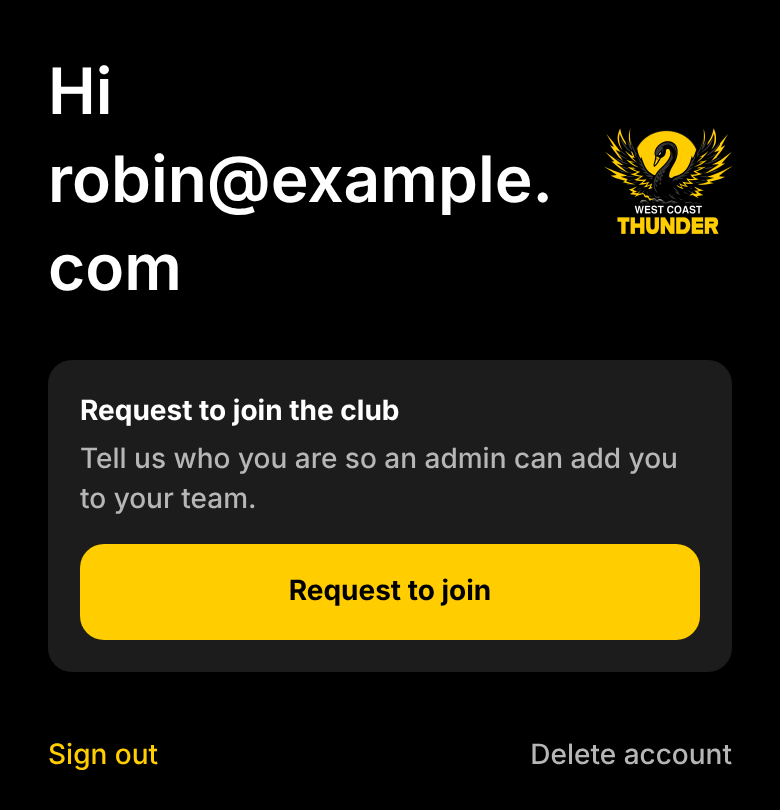 Hi
robin@example.
com
WEST COAST
THUNDER
Request to join the club
Tell us who you are so an admin can add you
to your team.
Request to join
Sign out
Delete account